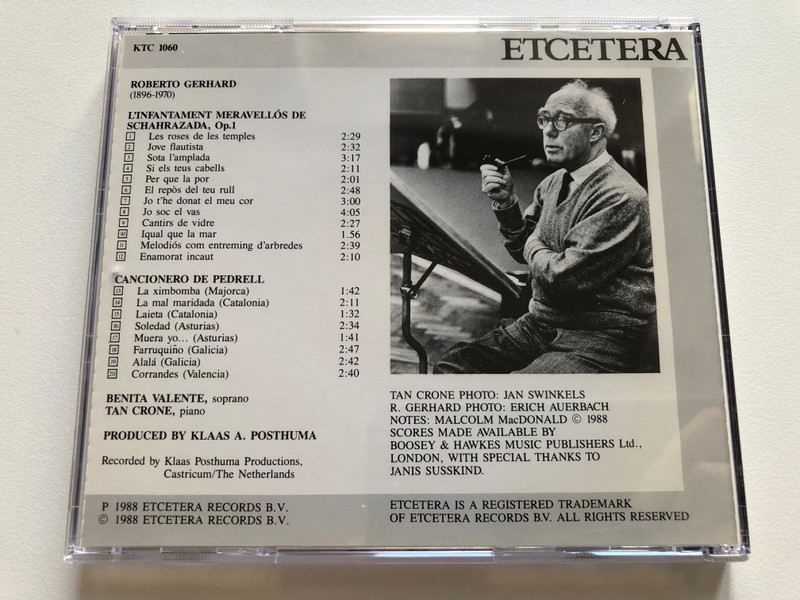 KTC 1060
ETCETERA
ROBERTO GERHARD
(1896-1970)
L'INFANTAMENT MERAVELLÓS DE
SCHAHRAZADA, Op.1
1 Les roses de les temples 2:29
2 Jove flautista 2:32
3 Sota l'amplada 3:17
4 Si els teus cabells 2:11
5 Per que la por 2:01
6 El repòs del teu rull 2:48
7 Jo t'he donat el meu cor 3:00
8 Jo soc el vas 4:05
9 Cantirs de vidre 2:27
10 Igual que la mar 1.56
11 Melodiós com entreming d'arbredes 2:39
12 Enamorat incaut 2:10
CANCIONERO DE PEDRELL
13 La ximbomba (Majorca) 1:42
14 La mal maridada (Catalonia) 2:11
15 Laieta (Catalonia) 1:32
16 Soledad (Asturias) 2:34
17 Muera yo... (Asturias) 1:41
18 Farruquiño (Galicia) 2:47
19 Alalá (Galicia) 2:42
20 Corrandes (Valencia) 2:40
BENITA VALENTE, soprano
TAN CRONE, piano
PRODUCED BY KLAAS A. POSTHUMA
Recorded by Klaas Posthuma Productions,
Castricum/The Netherlands
TAN CRONE PHOTO: JAN SWINKELS
R. GERHARD PHOTO: ERICH AUERBACH
NOTES: MALCOLM MacDONALD © 1988
SCORES MADE AVAILABLE BY
BOOSEY & HAWKES MUSIC PUBLISHERS Ltd.,
LONDON, WITH SPECIAL THANKS TO
JANIS SUSSKIND.
P 1988 ETCETERA RECORDS B.V.
© 1988 ETCETERA RECORDS B.V.
ETCETERA IS A REGISTERED TRADEMARK
OF ETCETERA RECORDS B.V. ALL RIGHTS RESERVED